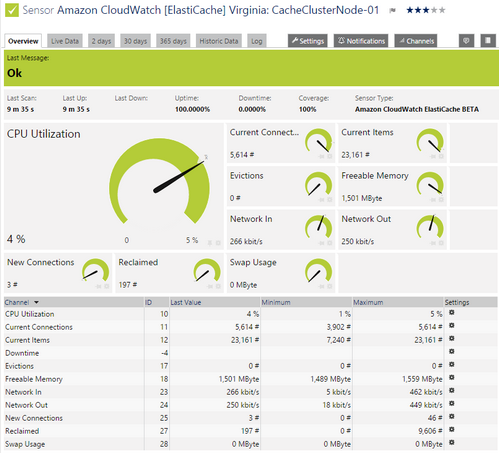 Sensor Amazon CloudWatch [ElastiCache] Virginia: CacheClusterNode-01
Overview Live Data 2 days 30 days 365 days Historic Data Log Settings Notifications Channels
Last Message:
Ok
Last Scan: Last Up: Last Down: Uptime: Downtime: Coverage: Sensor Type:
9 m 35 s 9 m 35 s 100.0000% 0.0000% 100% Amazon CloudWatch ElastiCache BETA
CPU Utilization
4 %
0 5 %
Current Connect...
5,614 #
Current Items
23,161 #
Evictions
0 #
Freeable Memory
1,501 MByte
Network In
266 kbit/s
Network Out
250 kbit/s
New Connections
3 #
Reclaimed
197 #
Swap Usage
0 MByte
Channel ID Last Value Minimum Maximum Settings
CPU Utilization 10 4 % 1 % 5 %
Current Connections 11 5,614 # 3,902 # 5,614 #
Current Items 12 23,161 # 7,240 # 23,161 #
Downtime -4
Evictions 17 0 # 0 # 0 #
Freeable Memory 18 1,501 MByte 1,489 MByte 1,559 MByte
Network In 23 266 kbit/s 5 kbit/s 462 kbit/s
Network Out 24 250 kbit/s 18 kbit/s 449 kbit/s
New Connections 25 3 # 0 # 46 #
Reclaimed 27 197 # 0 # 9,606 #
Swap Usage 28 0 MByte 0 MByte 0 MByte